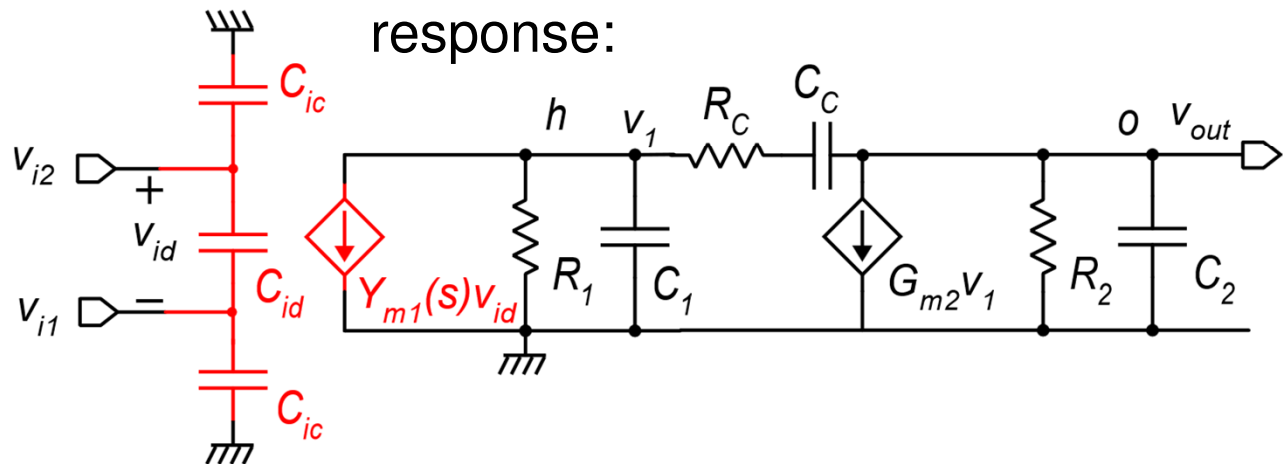 response:
C_ic
v_i2
+
v_id
C_id
v_i1
−
C_ic
Y_m1(s)v_id
h
v_1
R_C
C_C
o
v_out
R_1
C_1
G_m2v_1
R_2
C_2